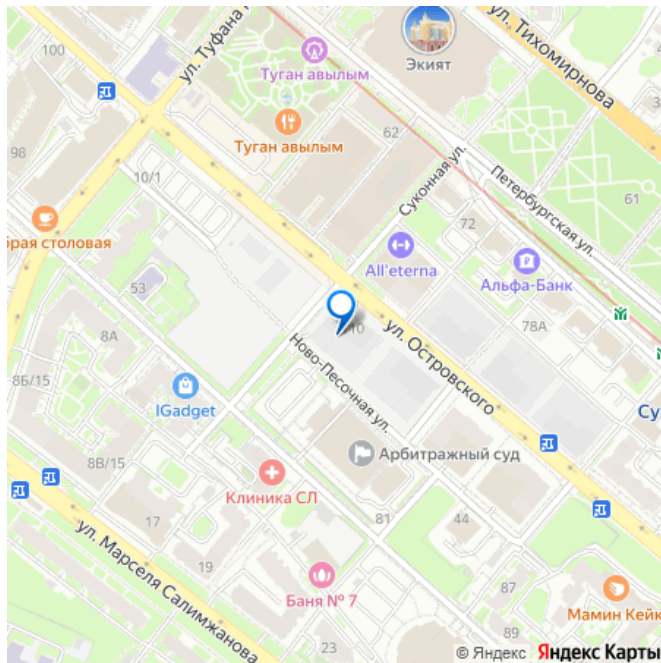 100
ул. Туфана
Туган авылым
Экият
ул. Тихомирнова
Туган авылым
62
98
10/1
Суконная ул.
Петербургская ул.
61
брая столовая
72
All'eterna
Альфа-Банк
53
10
78А
8А
ул. Островского
Ново-Песочная ул.
8Б/15
IGadget
Су
Арбитражный суд
8В/15
Клиника СЛ
17
81
44
ул. Марселя Салимжанова
19
Баня № 7
87
Мамин Кейк
23
89
© Яндекс Яндекс Карты